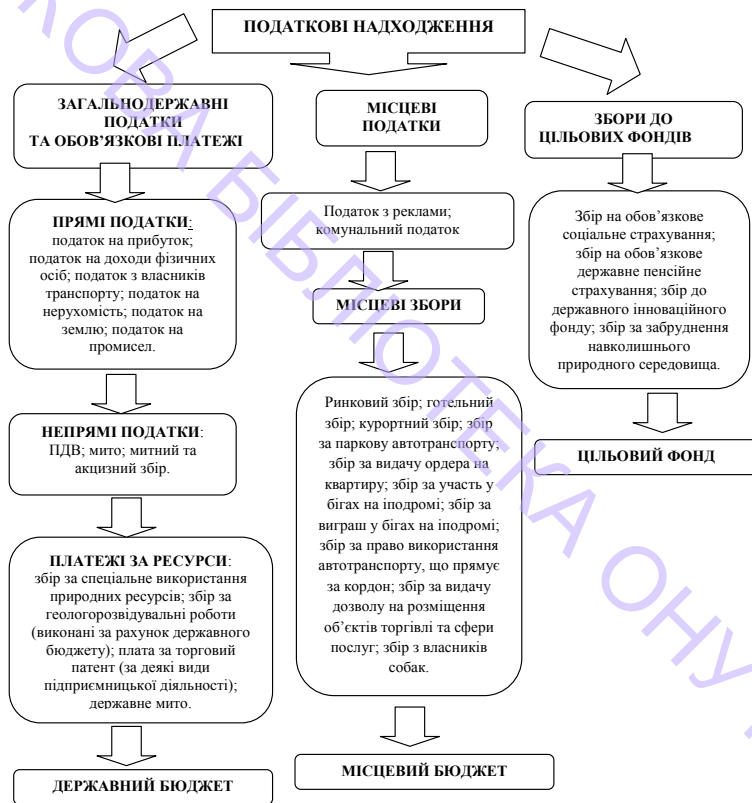 ПОДАТКОВІ НАДХОДЖЕННЯ
ЗАГАЛЬНОДЕРЖАВНІ
ПОДАТКИ
ТА ОБОВ’ЯЗКОВІ ПЛАТЕЖІ
ПРЯМІ ПОДАТКИ:
податок на прибуток;
податок на доходи фізичних
осіб; податок з власників
транспорту; податок на
нерухомість; податок на
землю; податок на
промисел.
НЕПРЯМІ ПОДАТКИ:
ПДВ; мито; митний та
акцизний збір.
ПЛАТЕЖІ ЗА РЕСУРСИ:
збір за спеціальне використання
природних ресурсів; збір за
геологорозвідувальні роботи
(виконані за рахунок державного
бюджету); плата за торговий
патент (за деякі види
підприємницької діяльності);
державне мито.
ДЕРЖАВНИЙ БЮДЖЕТ
МІСЦЕВІ
ПОДАТКИ
Податок з реклами;
комунальний податок
МІСЦЕВІ ЗБОРИ
Ринковий збір; готельний
збір; курортний збір; збір
за паркову автотранспорту;
збір за видачу ордера на
квартиру; збір за участь у
бігах на іподромі; збір за
виграш у бігах на іподромі;
збір за право використання
автотранспорту, що прямує
за кордон; збір за видачу
дозволу на розміщення
об’єктів торгівлі та сфери
послуг; збір з власників
собак.
МІСЦЕВИЙ БЮДЖЕТ
ЗБОРИ ДО
ЦІЛЬОВИХ ФОНДІВ
Збір на обов’язкове
соціальне страхування;
збір на обов’язкове
державне пенсійне
страхування; збір до
державного інноваційного
фонду; збір за забруднення
навколишнього
природного середовища.
ЦІЛЬОВИЙ ФОНД
КОВА БІБЛІОТЕКА ОНУ